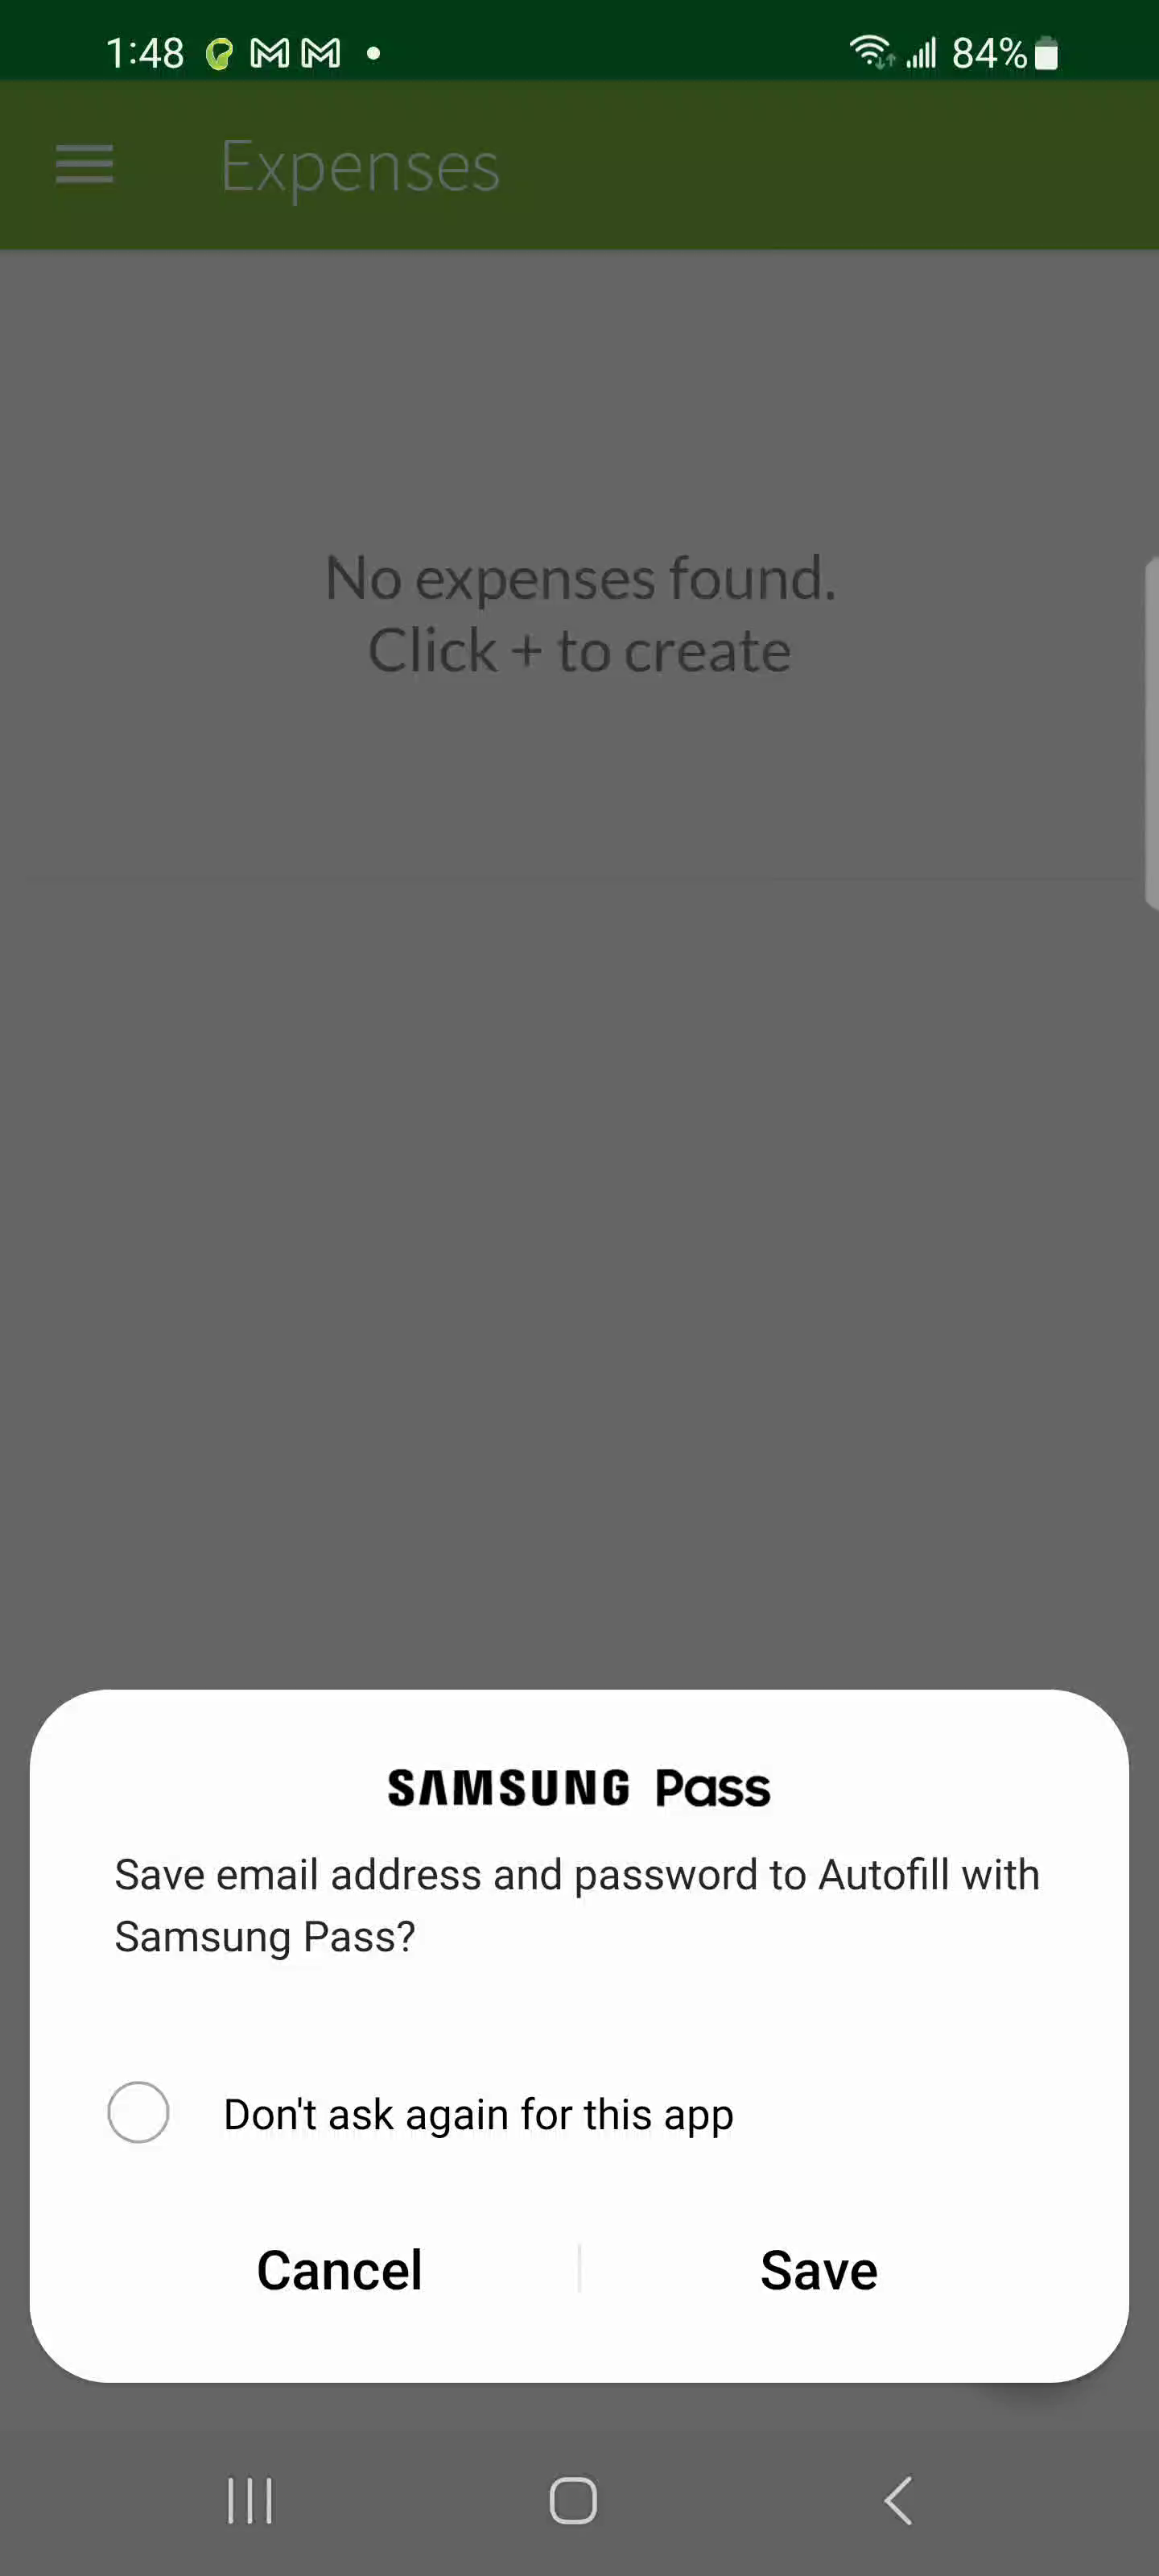 1:48 84%
Expenses
No expenses found.
Click + to create
SAMSUNG Pass
Save email address and password to Autofill with
Samsung Pass?
Don't ask again for this app
Cancel Save